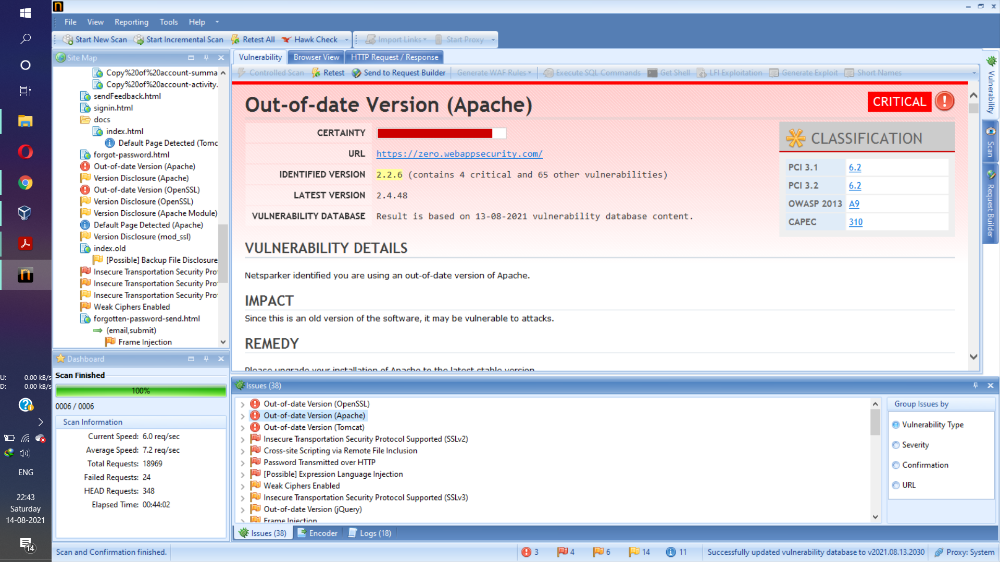 File View Reporting Tools Help
Start New Scan Start Incremental Scan Retest All Hawk Check Import Links Start Proxy
Site Map
Copy%20of%20account-summa
Copy%20of%20account-activity.
sendFeedback.html
signin.html
docs
index.html
Default Page Detected (Tomc
forgot-password.html
Out-of-date Version (Apache)
Version Disclosure (Apache)
Out-of-date Version (OpenSSL)
Version Disclosure (OpenSSL)
Version Disclosure (Apache Module)
Default Page Detected (Apache)
Version Disclosure (mod_ssl)
index.old
[Possible] Backup File Disclosure
Insecure Transportation Security Pro
Insecure Transportation Security Pro
Insecure Transportation Security Pro
Weak Ciphers Enabled
forgotten-password-send.html
(email,submit)
Frame Injection
Dashboard
Scan Finished
100%
0006 / 0006
Scan Information
Current Speed: 6.0 req/sec
Average Speed: 7.2 req/sec
Total Requests: 18969
Failed Requests: 24
HEAD Requests: 348
Elapsed Time: 00:44:02
Vulnerability Browser View HTTP Request / Response
Controlled Scan Retest Send to Request Builder Generate WAF Rules Execute SQL Commands Get Shell LFI Exploitation Generate Exploit Short Names
Out-of-date Version (Apache)
CRITICAL
CERTAINTY
URL https://zero.webappsecurity.com/
IDENTIFIED VERSION 2.2.6 (contains 4 critical and 65 other vulnerabilities)
LATEST VERSION 2.4.48
VULNERABILITY DATABASE Result is based on 13-08-2021 vulnerability database content.
CLASSIFICATION
PCI 3.1 6.2
PCI 3.2 6.2
OWASP 2013 A9
CAPEC 310
VULNERABILITY DETAILS
Netsparker identified you are using an out-of-date version of Apache.
IMPACT
Since this is an old version of the software, it may be vulnerable to attacks.
REMEDY
Please upgrade your installation of Apache to the latest stable version
Vulnerability
Scan
Request Builder
Issues (38)
Out-of-date Version (OpenSSL)
Out-of-date Version (Apache)
Out-of-date Version (Tomcat)
Insecure Transportation Security Protocol Supported (SSLv2)
Cross-site Scripting via Remote File Inclusion
Password Transmitted over HTTP
[Possible] Expression Language Injection
Weak Ciphers Enabled
Insecure Transportation Security Protocol Supported (SSLv3)
Out-of-date Version (jQuery)
Frame Injection
Group Issues by
Vulnerability Type
Severity
Confirmation
URL
Issues (38) Encoder Logs (18)
Scan and Confirmation finished. 3 4 6 14 11 Successfully updated vulnerability database to v2021.08.13.2030 Proxy: System
U: 0.00 kB/s
D: 0.00 kB/s
ENG
22:43
Saturday
14-08-2021
14